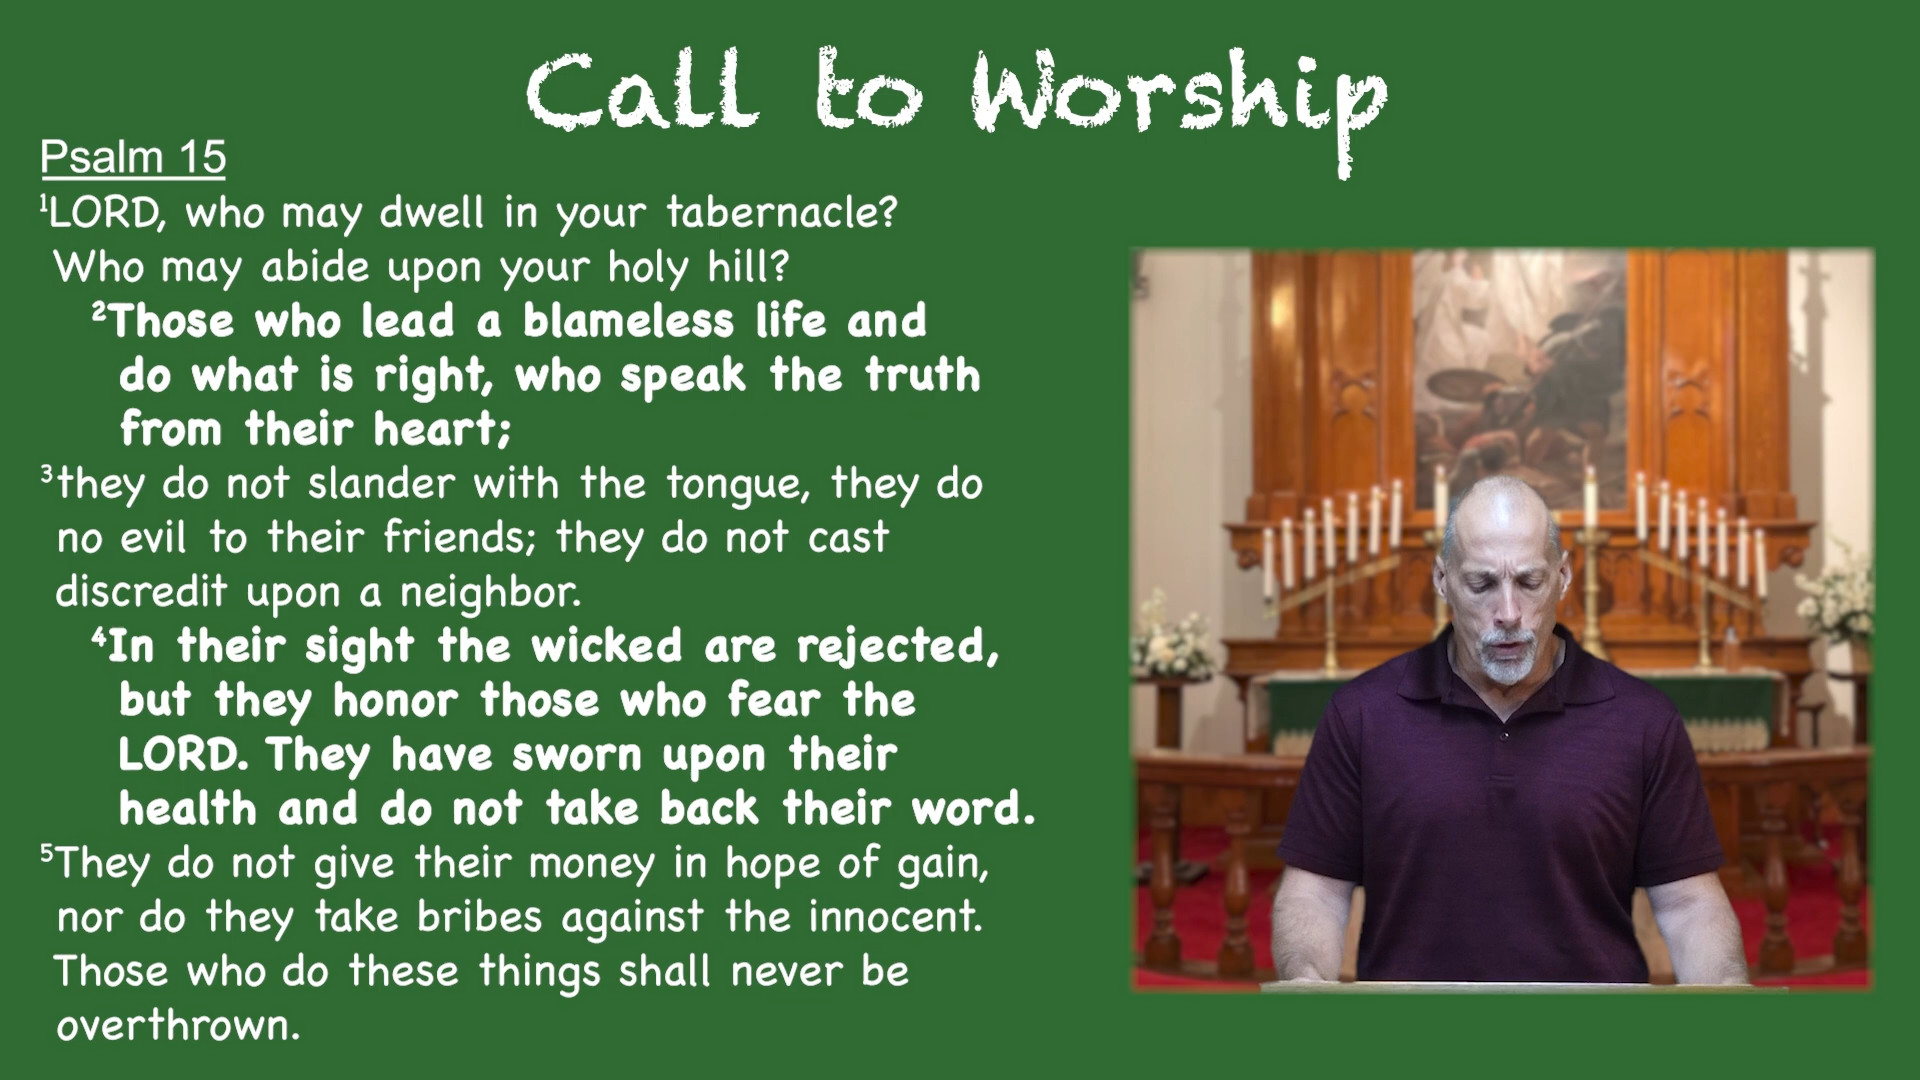 Call to Worship
Psalm 15
¹LORD, who may dwell in your tabernacle?
Who may abide upon your holy hill?
²Those who lead a blameless life and
do what is right, who speak the truth
from their heart;
³they do not slander with the tongue, they do
no evil to their friends; they do not cast
discredit upon a neighbor.
⁴In their sight the wicked are rejected,
but they honor those who fear the
LORD. They have sworn upon their
health and do not take back their word.
⁵They do not give their money in hope of gain,
nor do they take bribes against the innocent.
Those who do these things shall never be
overthrown.